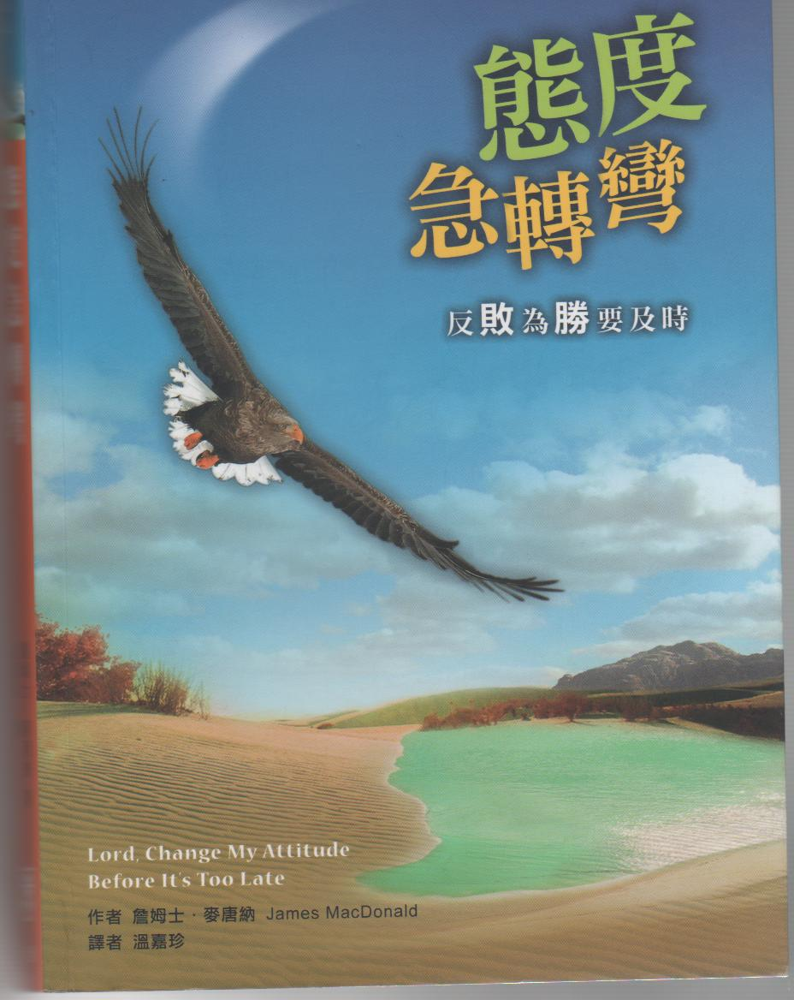 態度
急轉彎
反敗為勝要及時
Lord, Change My Attitude
Before It's Too Late
作者 詹姆士·麥唐納 James MacDonald
譯者 溫嘉珍